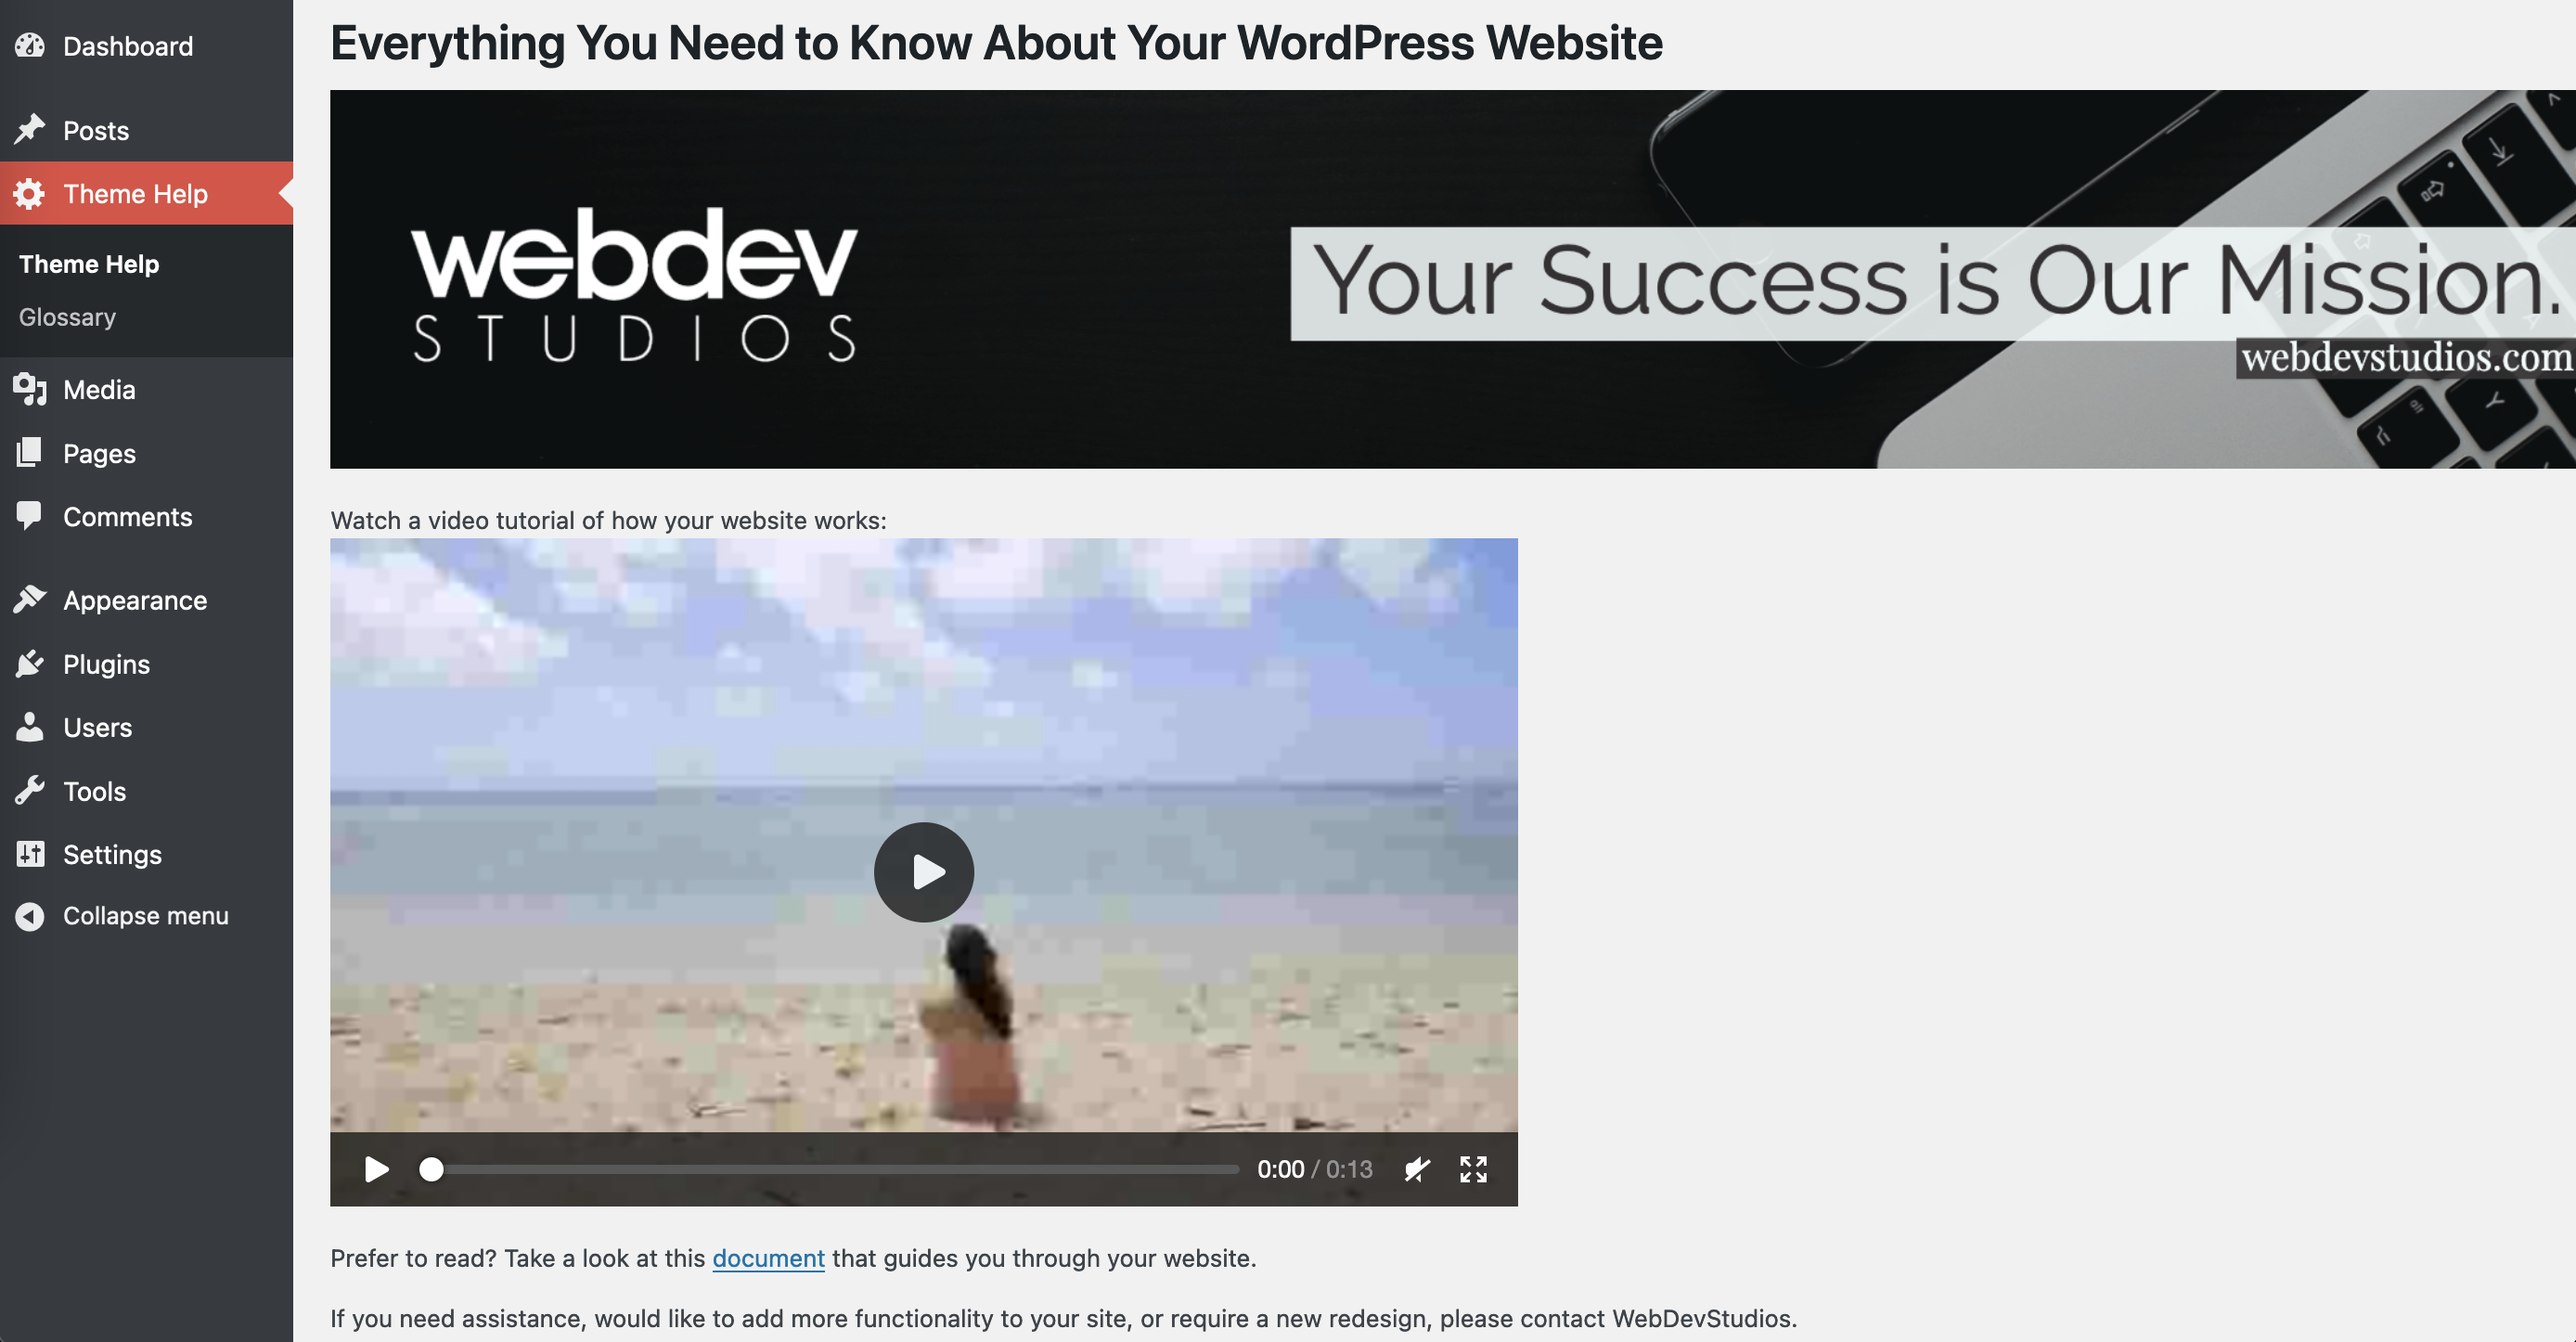 Dashboard
Posts
Theme Help
Theme Help
Glossary
Media
Pages
Comments
Appearance
Plugins
Users
Tools
Settings
Collapse menu
Everything You Need to Know About Your WordPress Website
webdev
STUDIOS
Your Success is Our Mission.
webdevstudios.com
Watch a video tutorial of how your website works:
0:00 / 0:13
Prefer to read? Take a look at this document that guides you through your website.
If you need assistance, would like to add more functionality to your site, or require a new redesign, please contact WebDevStudios.